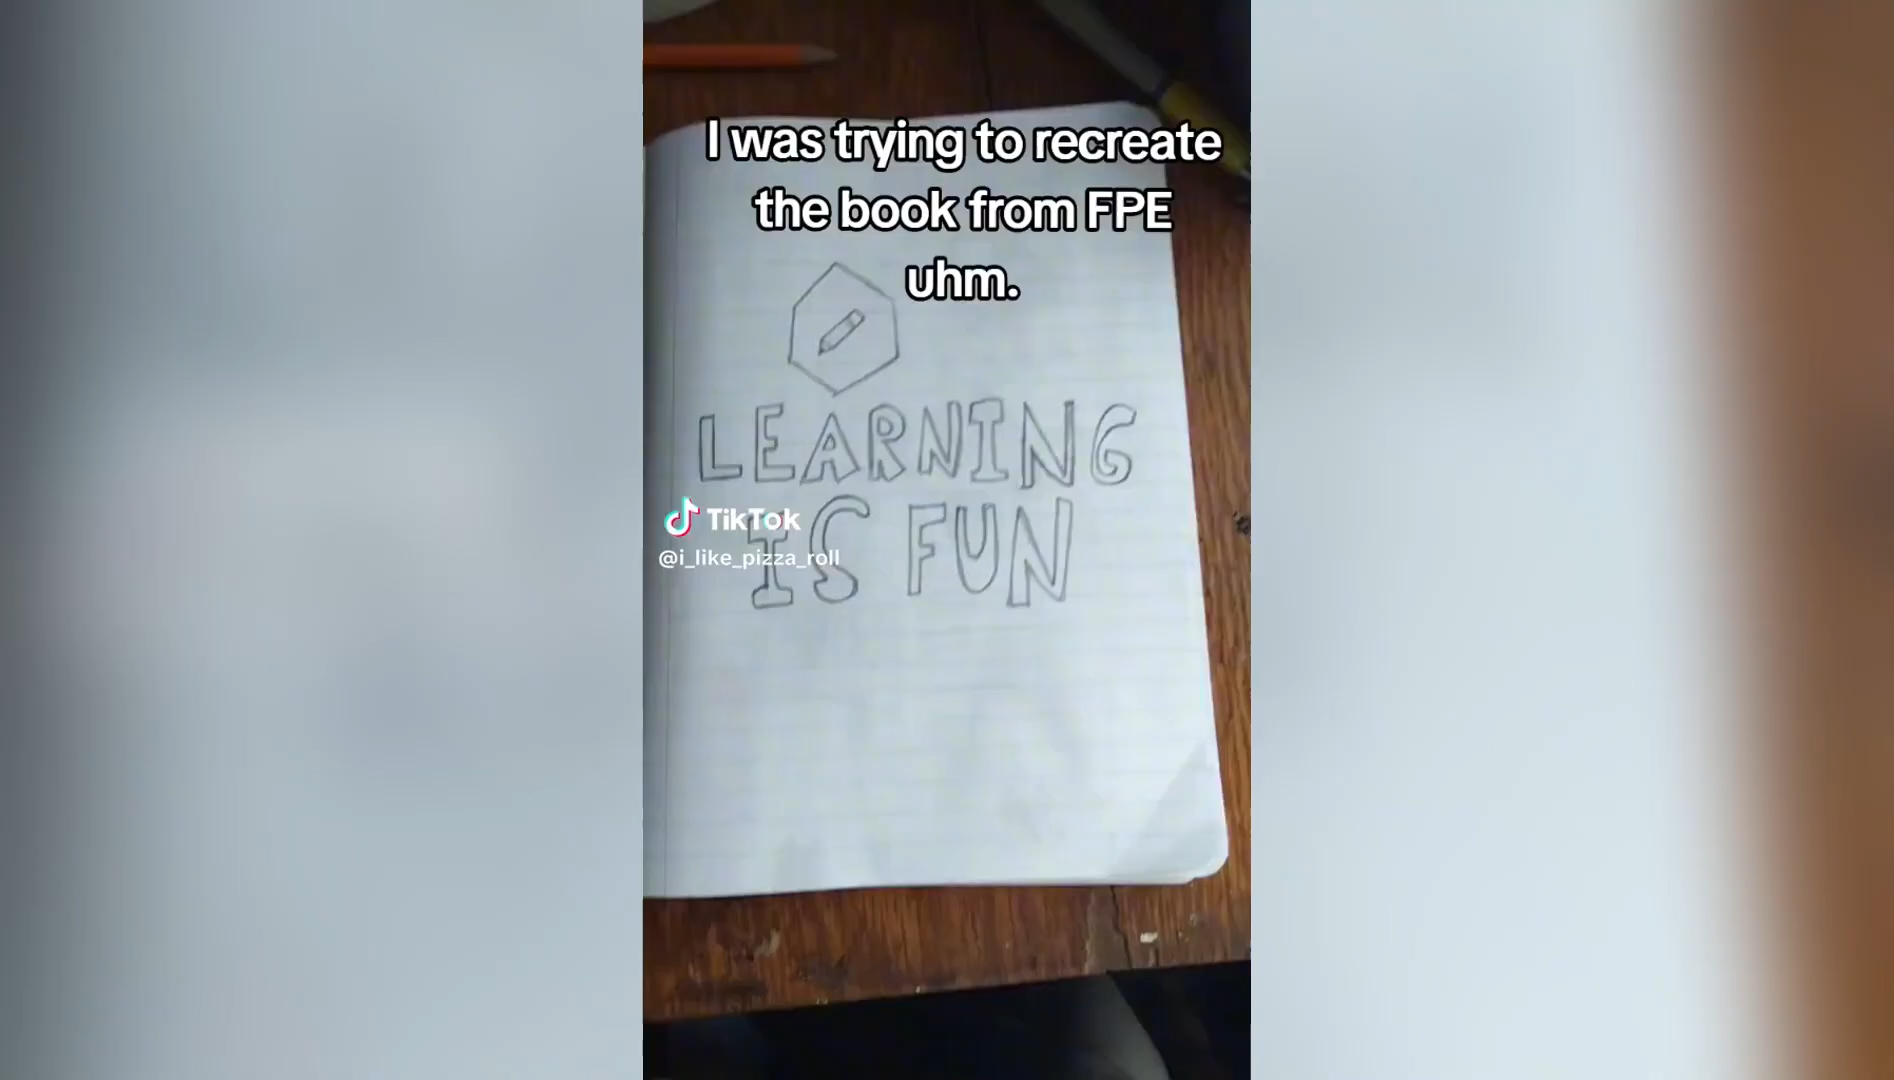 I was trying to recreate
the book from FPE
uhm.
LEARNING
IS FUN
TikTok
@i_like_pizza_roll